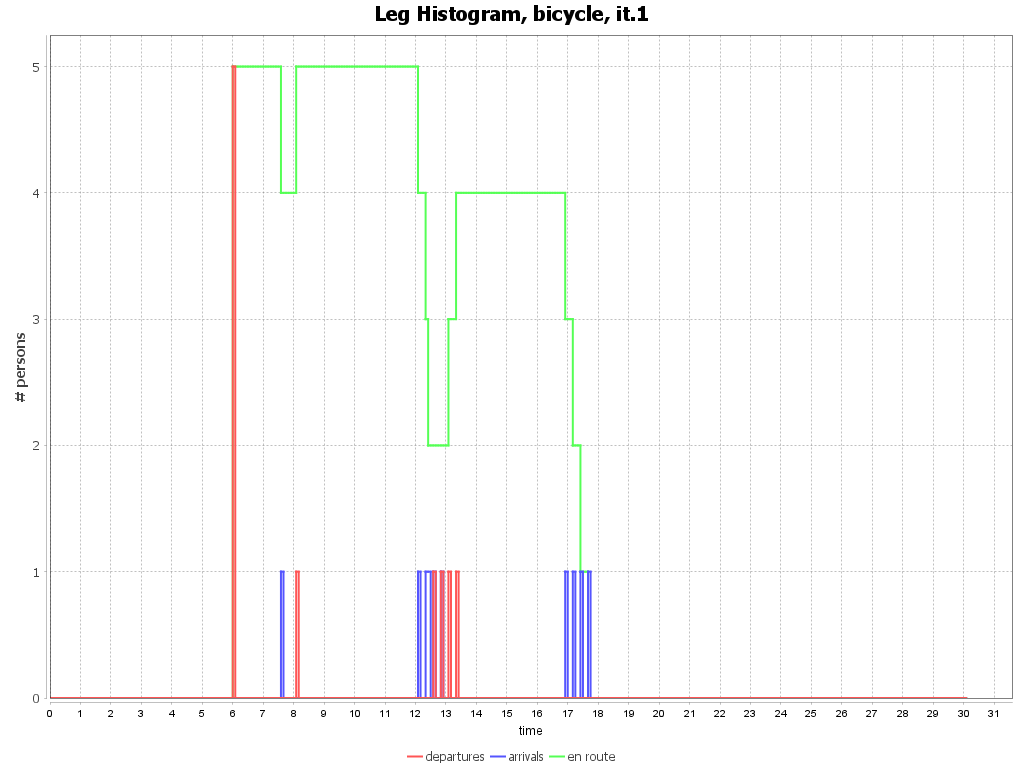 Leg Histogram, bicycle, it.1
5
4
3
2
1
0
# persons
0 1 2 3 4 5 6 7 8 9 10 11 12 13 14 15 16 17 18 19 20 21 22 23 24 25 26 27 28 29 30 31
time
departures arrivals en route